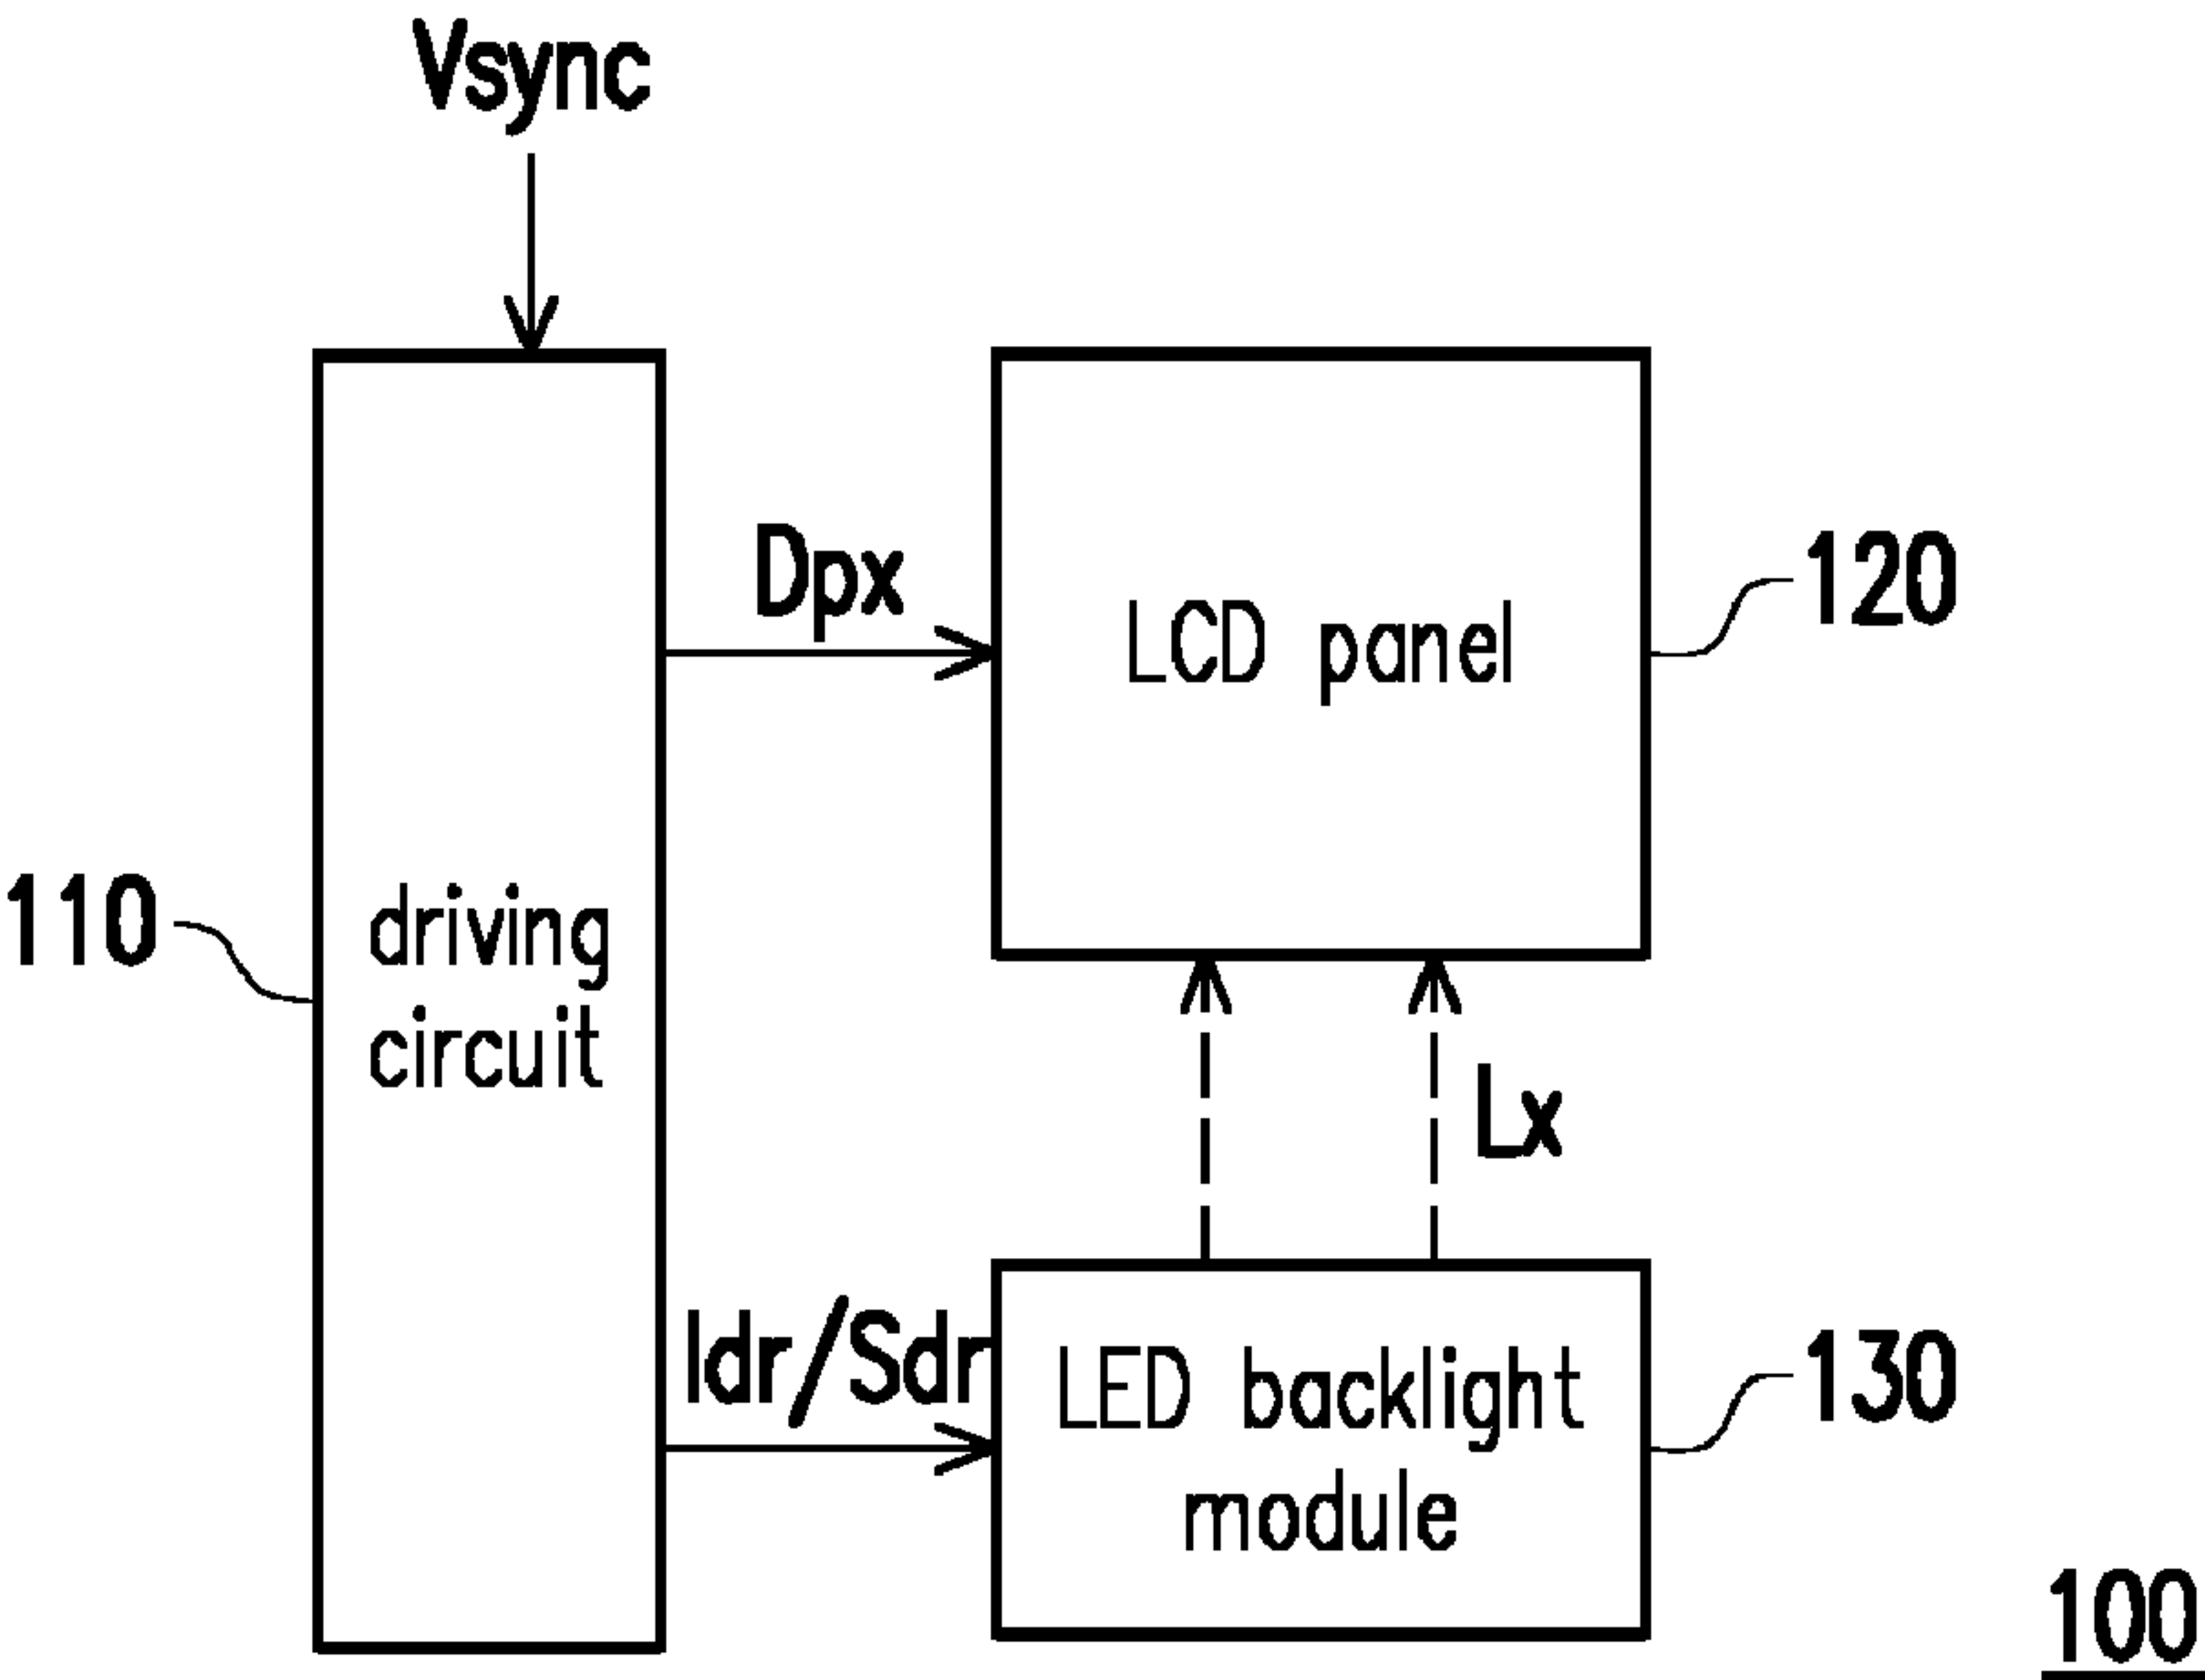 Vsync
Dpx
LCD panel
120
110
driving
circuit
Lx
Idr/Sdr
LED backlight
module
130
100